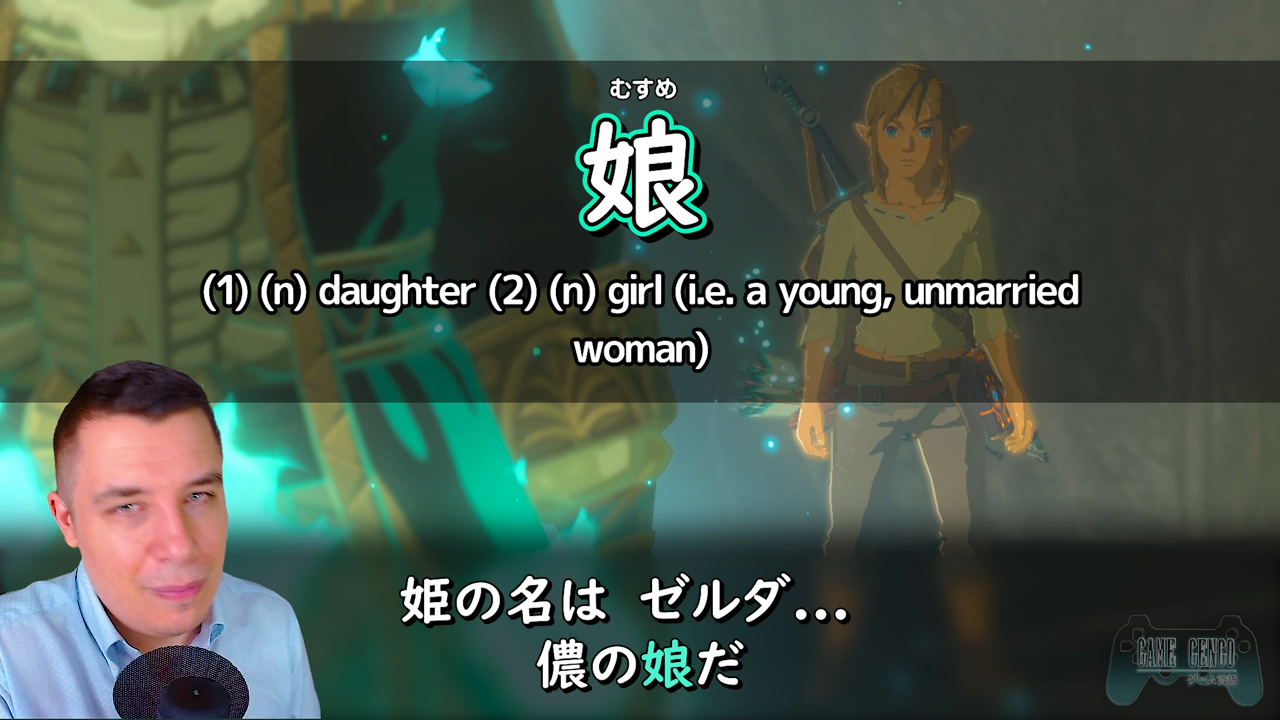 むすめ
娘
(1) (n) daughter (2) (n) girl (i.e. a young, unmarried
woman)
姫の名は ゼルダ...
儂の娘だ
GAME GENGO
ゲーム言語